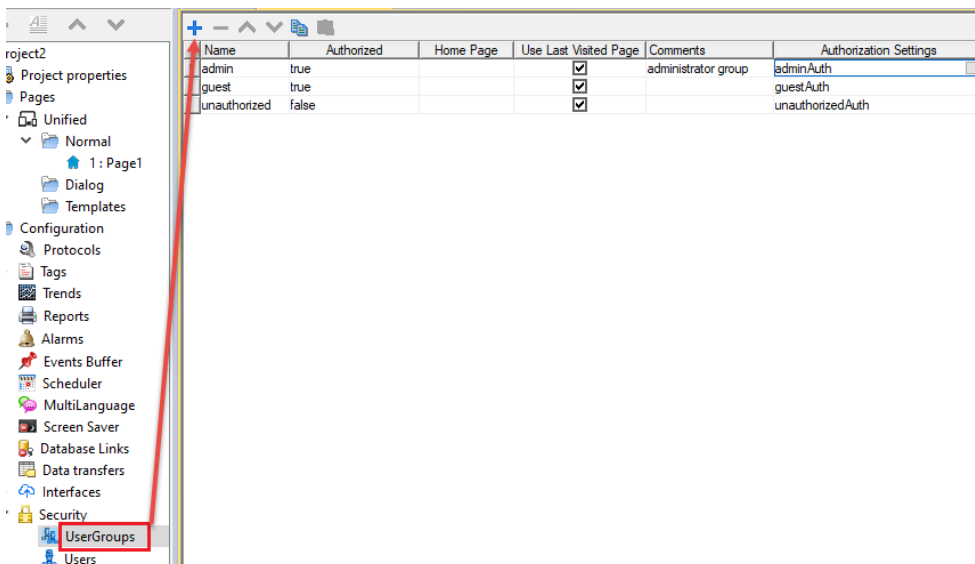 roject2
Project properties
Pages
Unified
Normal
1 : Page1
Dialog
Templates
Configuration
Protocols
Tags
Trends
Reports
Alarms
Events Buffer
Scheduler
MultiLanguage
Screen Saver
Database Links
Data transfers
Interfaces
Security
UserGroups
Users
Name Authorized Home Page Use Last Visited Page Comments Authorization Settings
admin true administrator group adminAuth
guest true guestAuth
unauthorized false unauthorizedAuth